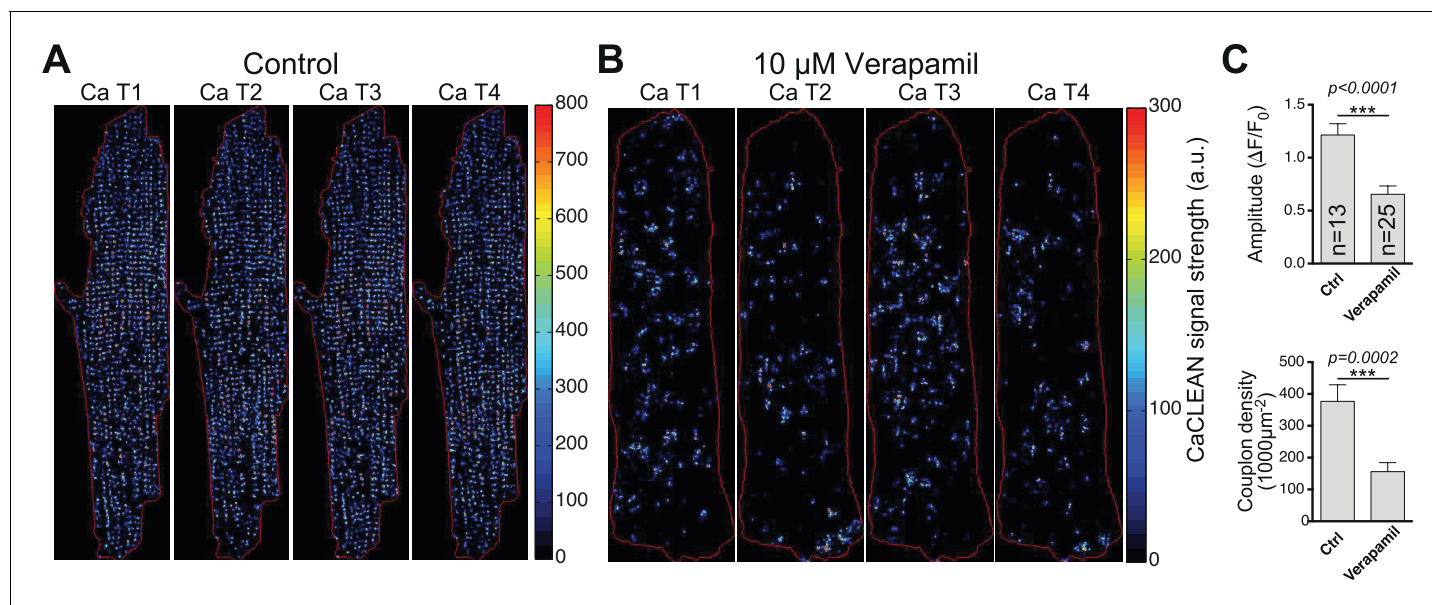 A
Control
Ca T1
Ca T2
Ca T3
Ca T4
800
700
600
500
400
300
200
100
0
B
10 µM Verapamil
Ca T1
Ca T2
Ca T3
Ca T4
300
200
100
0
CaCLEAN signal strength (a.u.)
C
p<0.0001
***
1.5
1.0
0.5
0.0
Amplitude (ΔF/F0)
n=13
n=25
Ctrl
Verapamil
p=0.0002
***
500
400
300
200
100
0
Couplon density
(1000µm-2)
Ctrl
Verapamil